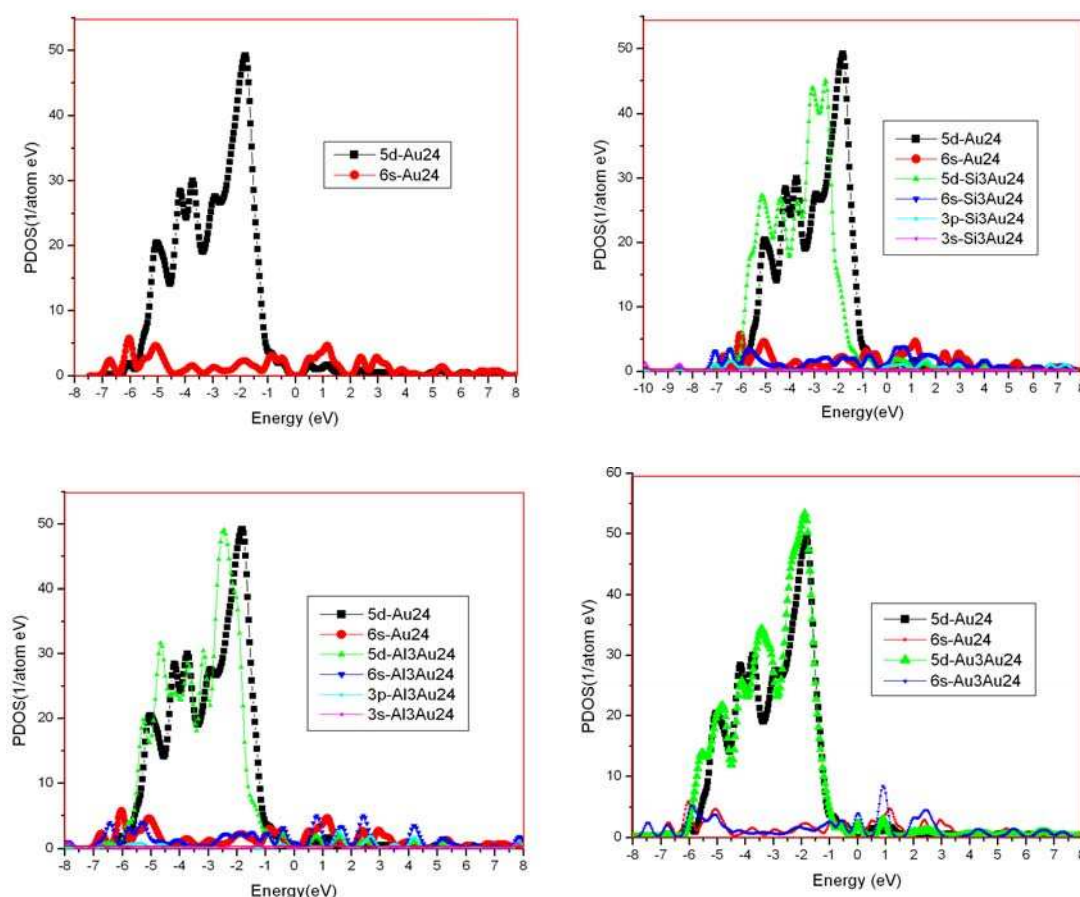 50
40
30
20
10
0
PDOS(1/atom eV)
-8 -7 -6 -5 -4 -3 -2 -1 0 1 2 3 4 5 6 7 8
Energy (eV)
5d-Au24
6s-Au24
50
40
30
20
10
0
PDOS(1/atom eV)
-10 -9 -8 -7 -6 -5 -4 -3 -2 -1 0 1 2 3 4 5 6 7 8
Energy(eV)
5d-Au24
6s-Au24
5d-Si3Au24
6s-Si3Au24
3p-Si3Au24
3s-Si3Au24
50
40
30
20
10
0
PDOS(1/atom eV)
-8 -7 -6 -5 -4 -3 -2 -1 0 1 2 3 4 5 6 7 8
Energy(eV)
5d-Au24
6s-Au24
5d-Al3Au24
6s-Al3Au24
3p-Al3Au24
3s-Al3Au24
60
50
40
30
20
10
0
PDOS(1/atom eV)
-8 -7 -6 -5 -4 -3 -2 -1 0 1 2 3 4 5 6 7 8
Energy (eV)
5d-Au24
6s-Au24
5d-Au3Au24
6s-Au3Au24